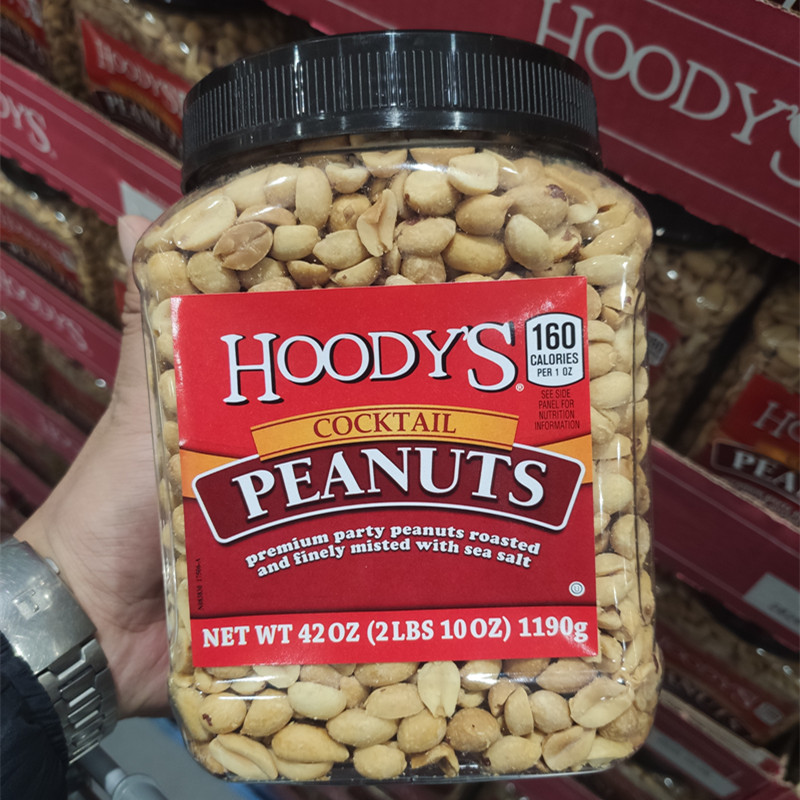 HOODY'S
HOODY'S
HOODY'S®
160
CALORIES
PER 1 OZ
SEE SIDE
PANEL FOR
NUTRITION
INFORMATION
COCKTAIL
PEANUTS
premium party peanuts roasted
and finely misted with sea salt
NET WT 42 OZ (2 LBS 10 OZ) 1190g